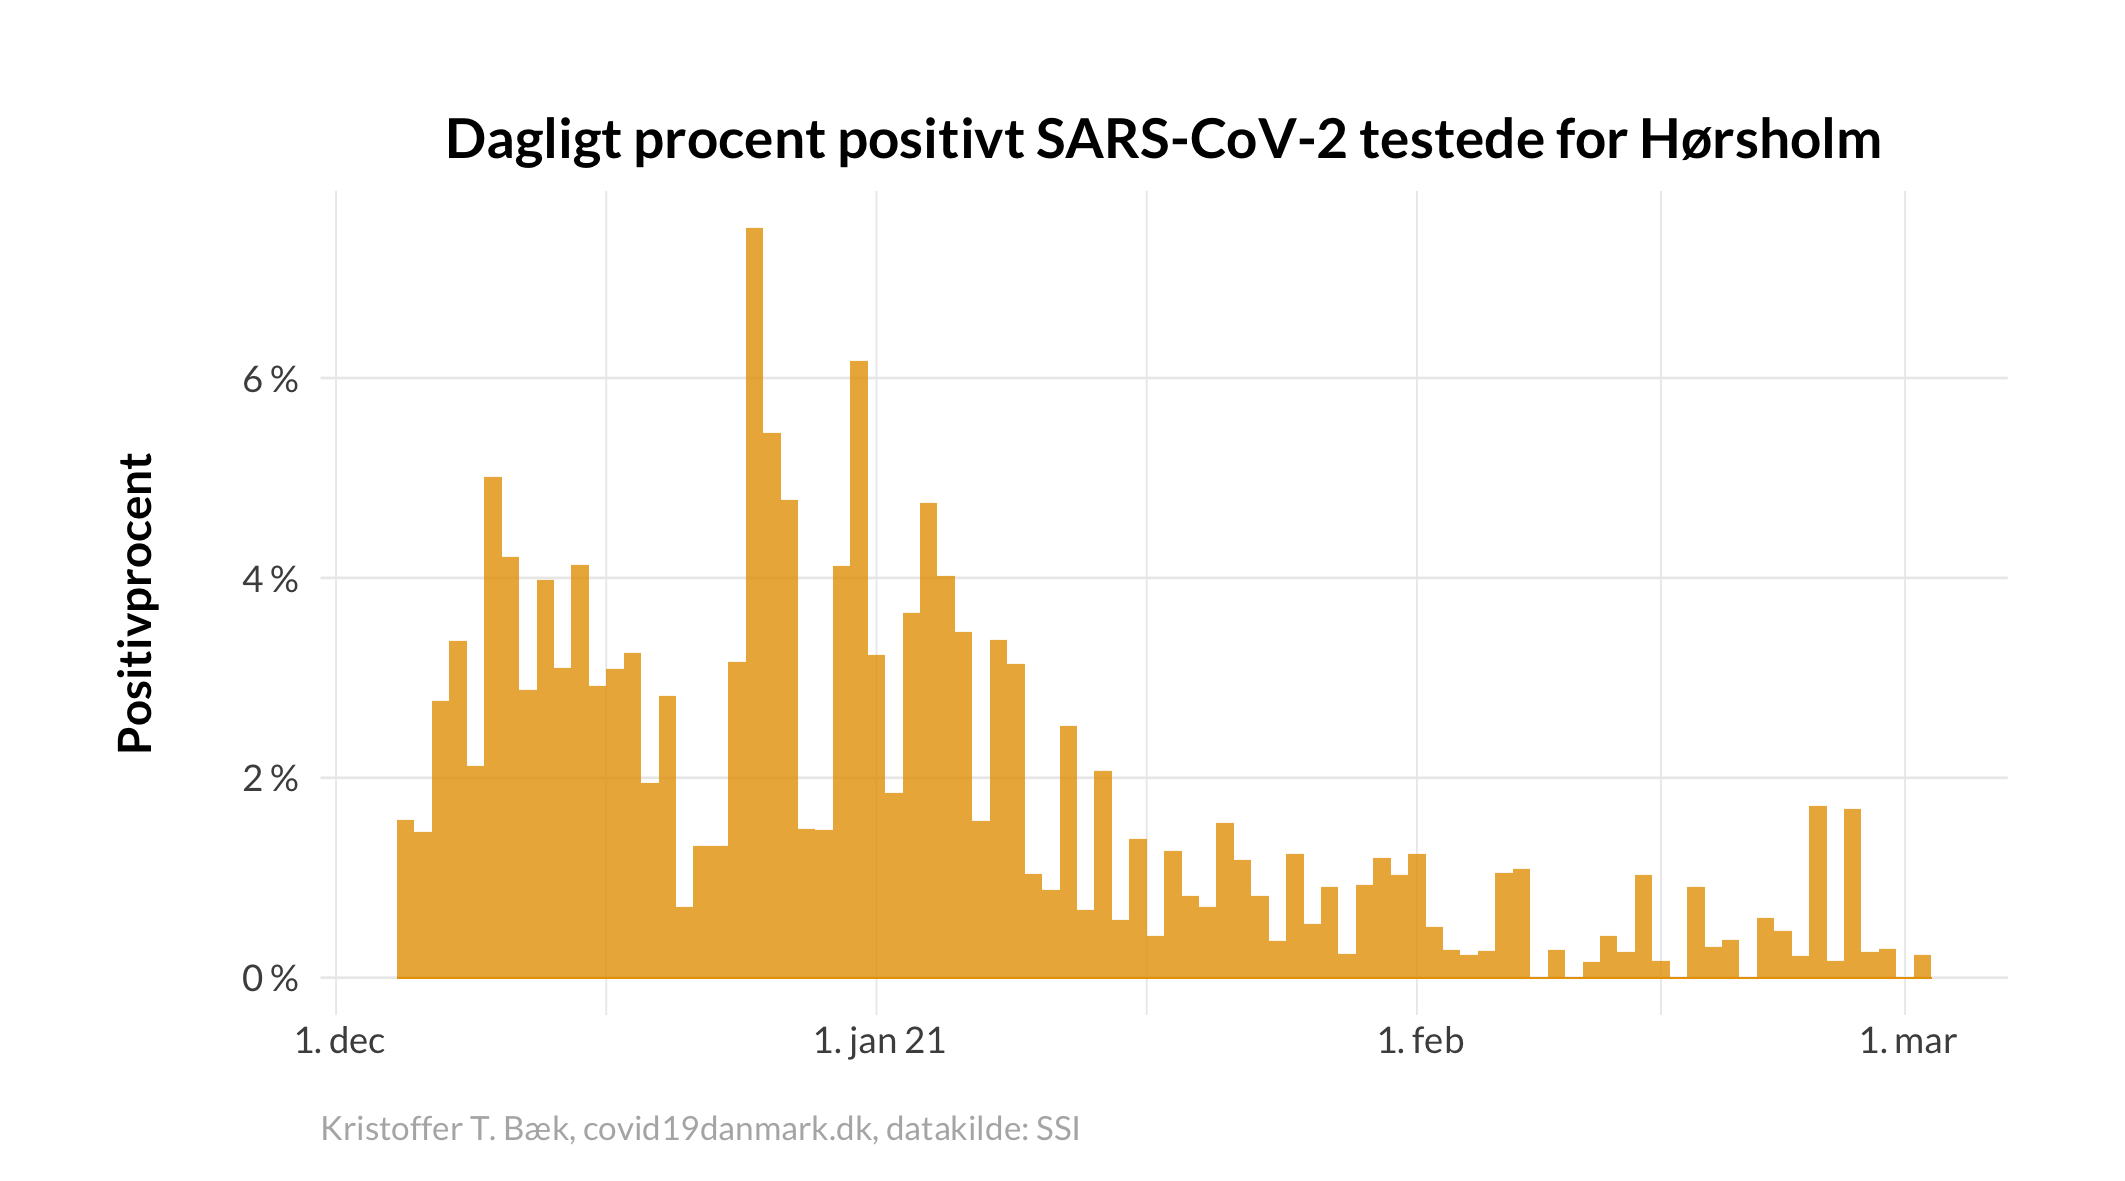 Dagligt procent positivt SARS-CoV-2 testede for Hørsholm
Positivprocent
6 %
4 %
2 %
0 %
1. dec
1. jan 21
1. feb
1. mar
Kristoffer T. Bæk, covid19danmark.dk, datakilde: SSI